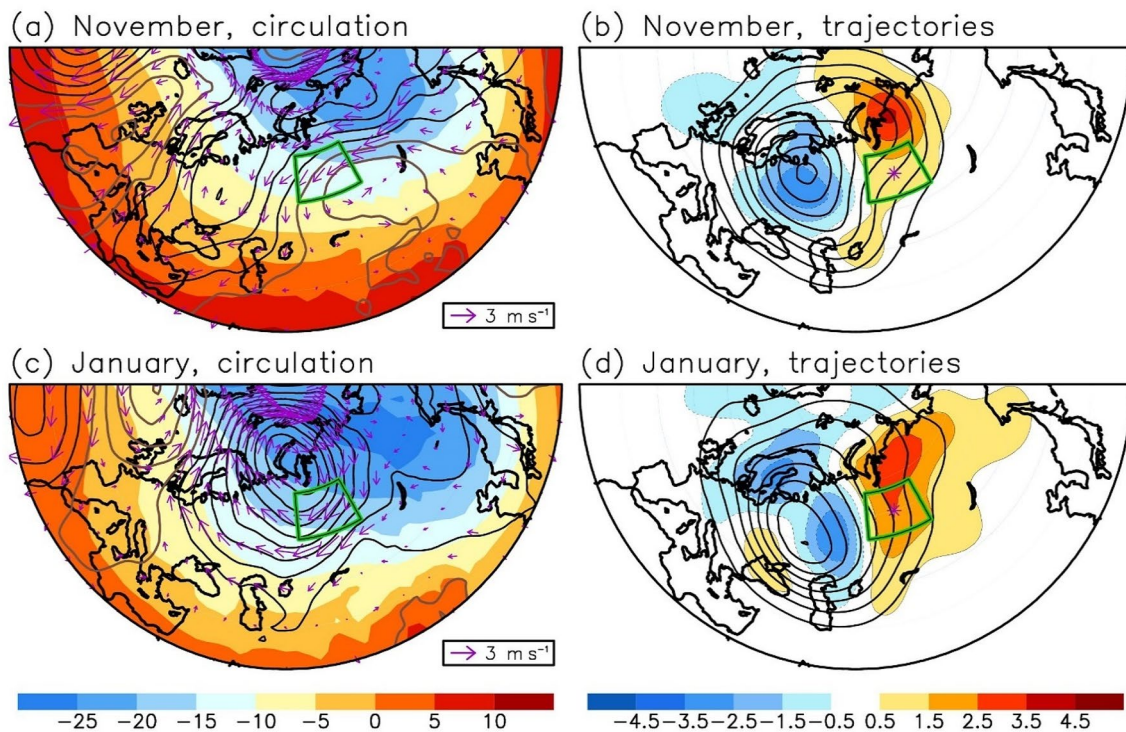 (a) November, circulation
(b) November, trajectories
3 m s⁻¹
(c) January, circulation
(d) January, trajectories
3 m s⁻¹
−25 −20 −15 −10 −5 0 5 10
−4.5 −3.5 −2.5 −1.5 −0.5 0.5 1.5 2.5 3.5 4.5